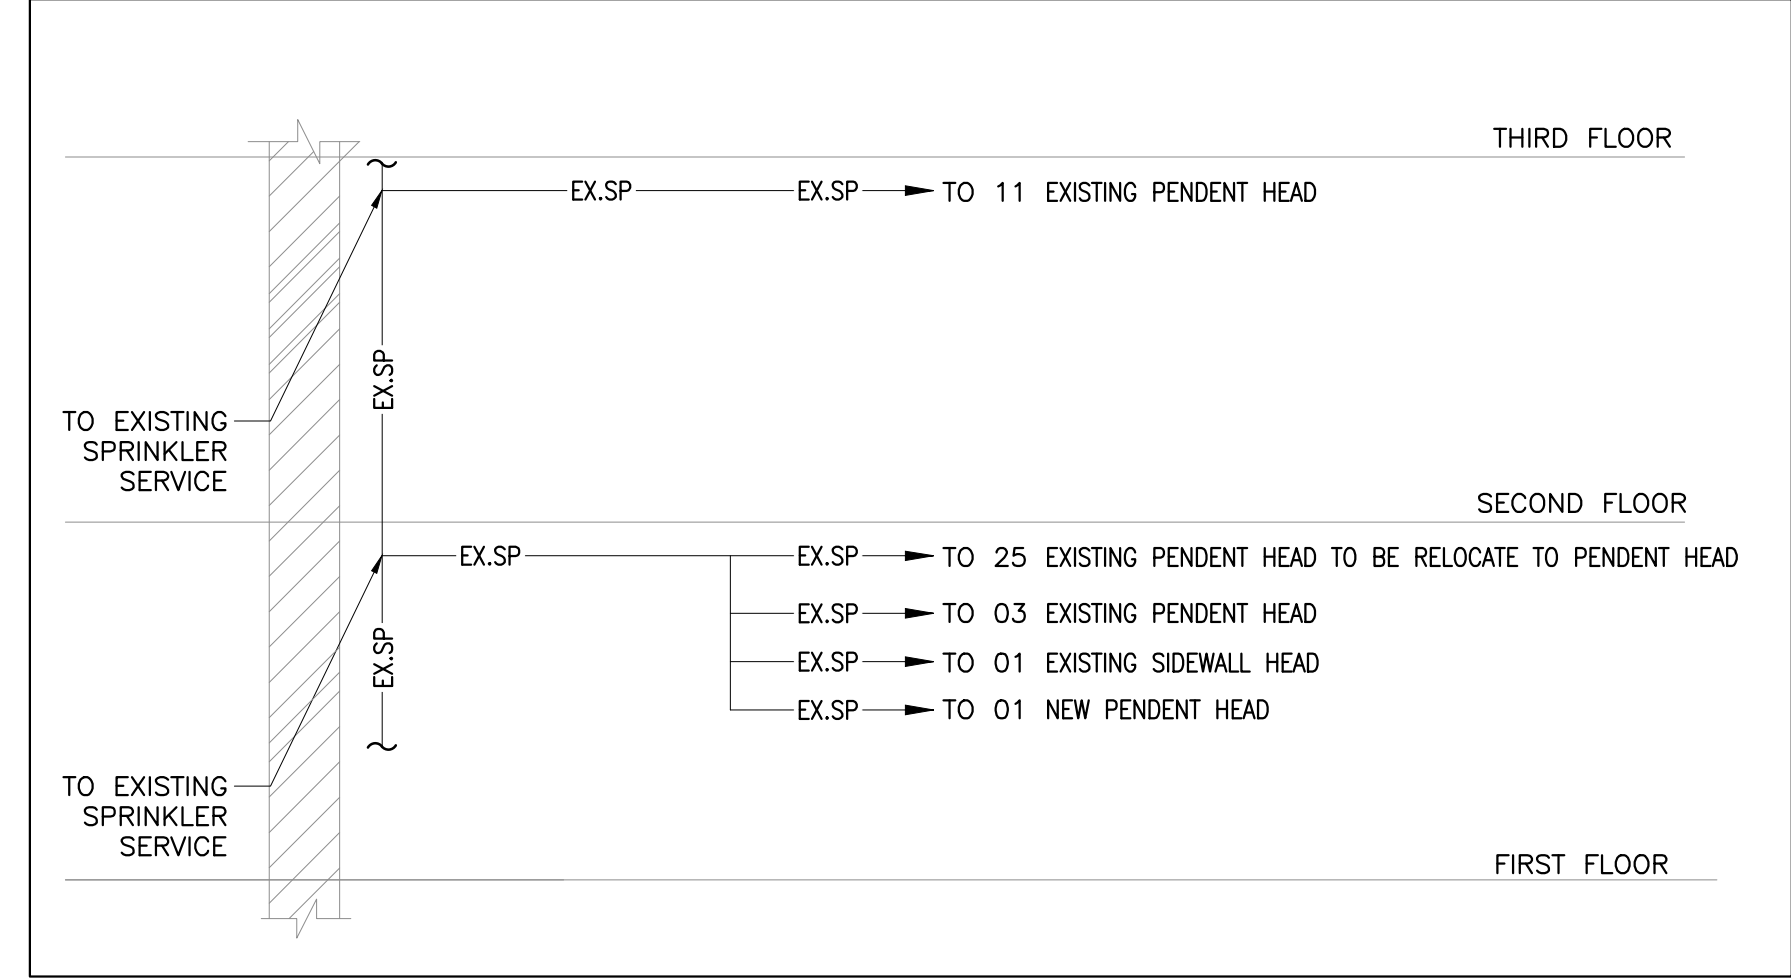 THIRD FLOOR
EX.SP
EX.SP
TO 11 EXISTING PENDENT HEAD
EX.SP
TO EXISTING
SPRINKLER
SERVICE
SECOND FLOOR
EX.SP
EX.SP
TO 25 EXISTING PENDENT HEAD TO BE RELOCATE TO PENDENT HEAD
EX.SP
TO 03 EXISTING PENDENT HEAD
EX.SP
EX.SP
TO 01 EXISTING SIDEWALL HEAD
EX.SP
TO 01 NEW PENDENT HEAD
TO EXISTING
SPRINKLER
SERVICE
FIRST FLOOR